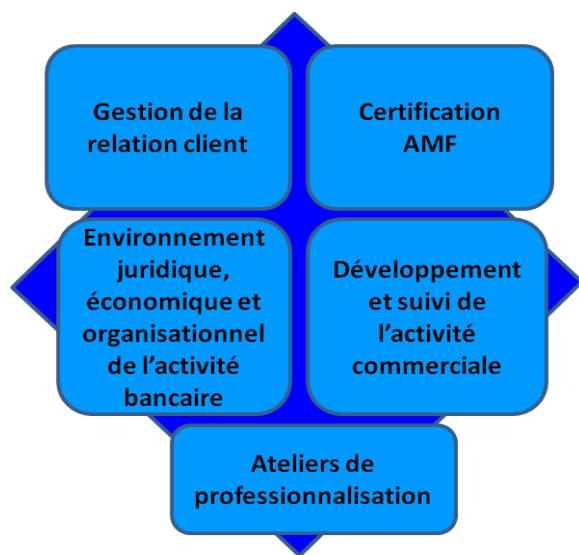 Gestion de la
relation client
Certification
AMF
Environnement
juridique,
économique et
organisationnel
de l’activité
bancaire
Développement
et suivi de
l’activité
commerciale
Ateliers de
professionnalisation